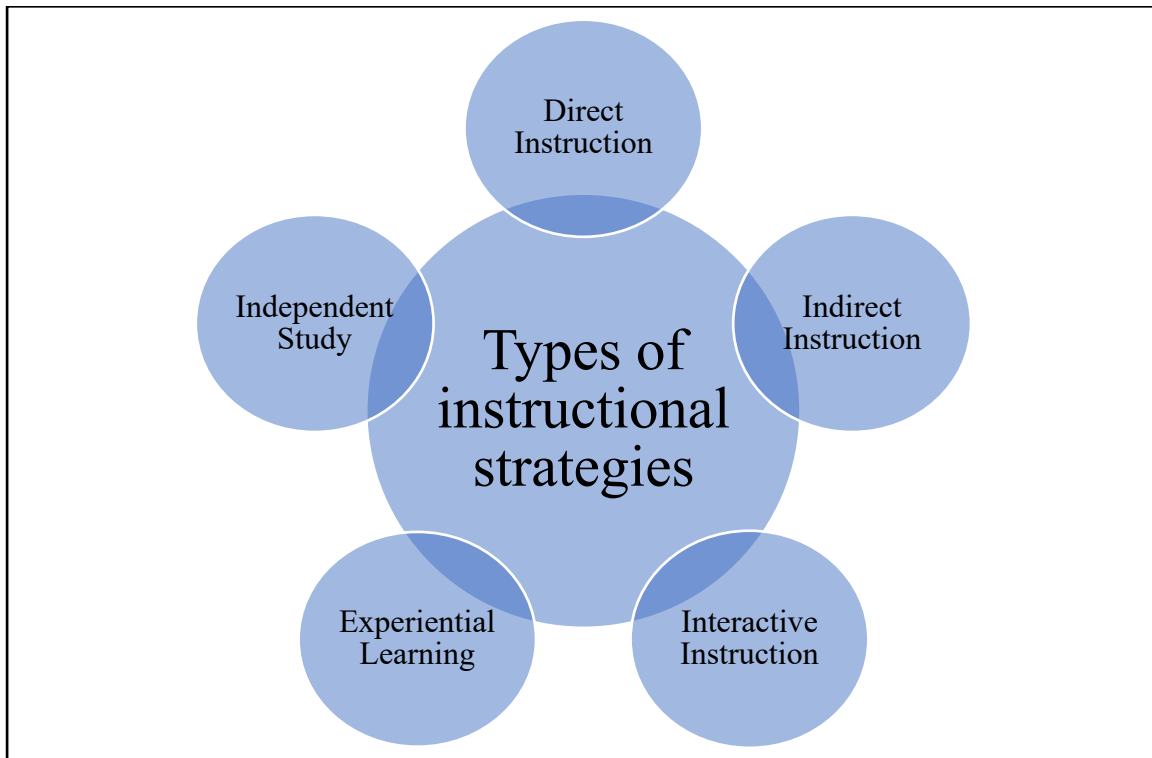 Direct
Instruction
Independent
Study
Indirect
Instruction
Types of
instructional
strategies
Experiential
Learning
Interactive
Instruction